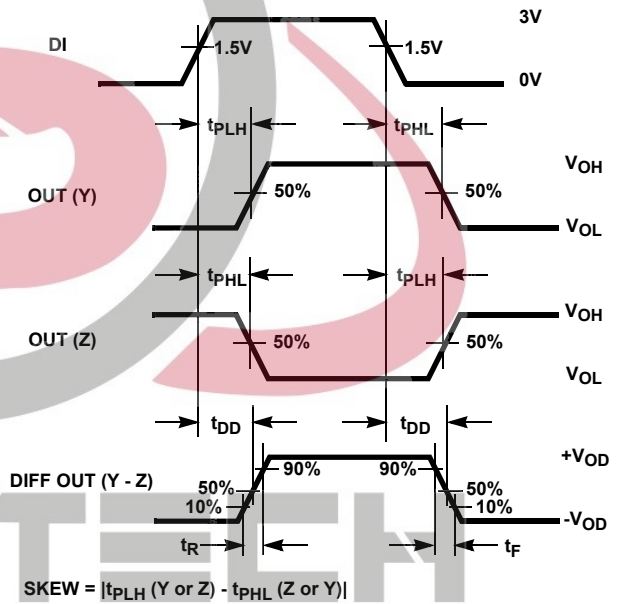 3V
DI
1.5V
1.5V
0V
tPLH
tPHL
VOH
OUT (Y)
50%
50%
VOL
tPHL
tPLH
VOH
OUT (Z)
50%
50%
VOL
tDD
tDD
+VOD
90%
90%
DIFF OUT (Y - Z)
50%
50%
10%
10%
-VOD
tR
tF
TECH
SKEW = |tPLH (Y or Z) - tPHL (Z or Y)|